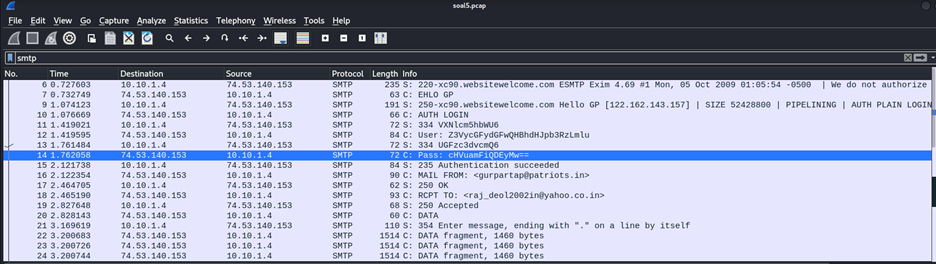 soal5.pcap
File Edit View Go Capture Analyze Statistics Telephony Wireless Tools Help
smtp
No. Time Destination Source Protocol Length Info
6 0.727603 10.10.1.4 74.53.140.153 SMTP 235 S: 220-xc90.websitewelcome.com ESMTP Exim 4.69 #1 Mon, 05 Oct 2009 01:05:54 -0500 | We do not authorize
7 0.732749 74.53.140.153 10.10.1.4 SMTP 63 C: EHLO GP
9 1.074123 10.10.1.4 74.53.140.153 SMTP 191 S: 250-xc90.websitewelcome.com Hello GP [122.162.143.157] | SIZE 52428800 | PIPELINING | AUTH PLAIN LOGIN
10 1.076669 74.53.140.153 10.10.1.4 SMTP 66 C: AUTH LOGIN
11 1.419021 10.10.1.4 74.53.140.153 SMTP 72 S: 334 VXNlcm5hbWU6
12 1.419595 74.53.140.153 10.10.1.4 SMTP 84 C: User: Z3VycGFydGFwQHBhdHJpb3RzLmlu
13 1.761484 10.10.1.4 74.53.140.153 SMTP 72 S: 334 UGFzc3dvcmQ6
14 1.762058 74.53.140.153 10.10.1.4 SMTP 72 C: Pass: cHVuamFiQDEyMw==
15 2.121738 10.10.1.4 74.53.140.153 SMTP 84 S: 235 Authentication succeeded
16 2.122354 74.53.140.153 10.10.1.4 SMTP 90 C: MAIL FROM: <gurpartap@patriots.in>
17 2.464705 10.10.1.4 74.53.140.153 SMTP 62 S: 250 OK
18 2.465190 74.53.140.153 10.10.1.4 SMTP 93 C: RCPT TO: <raj_deol2002in@yahoo.co.in>
19 2.827648 10.10.1.4 74.53.140.153 SMTP 68 S: 250 Accepted
20 2.828143 74.53.140.153 10.10.1.4 SMTP 60 C: DATA
21 3.169619 10.10.1.4 74.53.140.153 SMTP 110 S: 354 Enter message, ending with "." on a line by itself
22 3.200683 74.53.140.153 10.10.1.4 SMTP 1514 C: DATA fragment, 1460 bytes
23 3.200726 74.53.140.153 10.10.1.4 SMTP 1514 C: DATA fragment, 1460 bytes
24 3.200744 74.53.140.153 10.10.1.4 SMTP 1514 C: DATA fragment, 1460 bytes